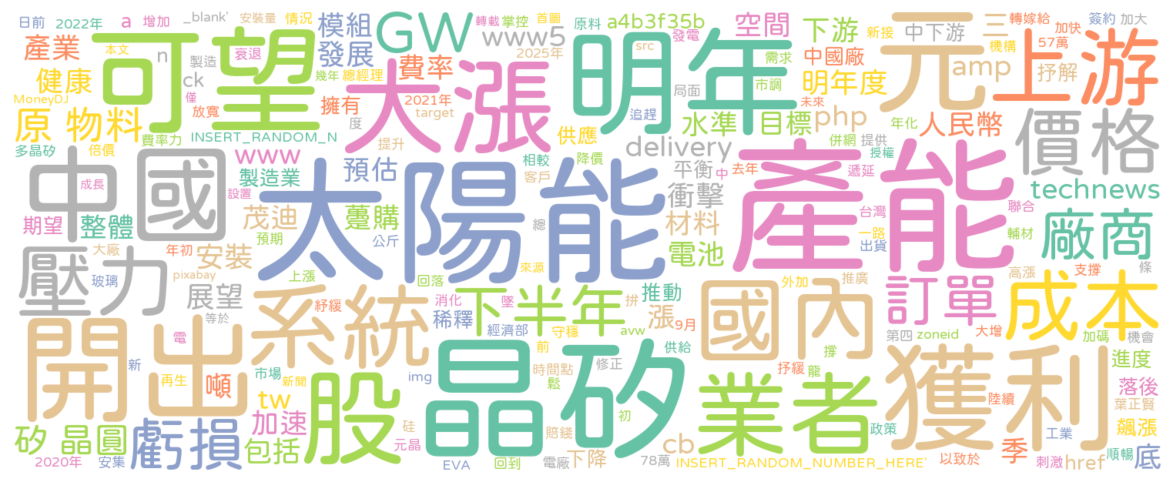 日前 2022年 a 增加 _blank' 安裝量 情況 模組 GW 轉載 掌控 首圖 a4b3f35b 空間 下游 新接 三 轉嫁給 加快 簽約 加大
產業 n 本文 製造 衰退 發展 www5 2025年 原料 src 發電 需求 中國廠 中下游 機構 57萬
健康 可望 ck 幾年 總經理 費率 大漲 局面 明年 市調 明年度 元 amp 抒解 上游
MoneyDJ 僅 放寬 2021年 擁有 target 追趕 未來 php
原物料 費率力 INSERT_RANDOM_N 度 提升 供應 水準 目標 併網 提供 年化 人民幣 價格
多晶矽 倍價 www 製造業 預估 相較 降價 客戶 delivery 平衡 中 去年 遞延 授權
中國 成長 設置 太陽能 衝擊 產能 台灣 聯合 technews
期望 整體 茂迪 預期 躉購 公斤 總 材料 一路 出貨 輔材 廠商
大廠 年初 安裝 上漲 回落 來源 電池 外加 推廣 高漲 支撐 條
壓力 玻璃 pixabay 展望 紓緩 消化 墜 拚 推動 國內 訂單 成本
等於 系統 稀釋 下半年 漲 9月 第四 zoneid 大增 加碼 機會
開出 電 新 經濟部 守穩 avw 前 修正 供給 撐 進度
再生 噸 市場 新聞 img 晶矽 時間點 鬆 抒緩 龍 獲利 陸續 落後 葉正賢
矽晶圓 虧損 tw 加速 股 硅 初 業者 政策 工業 飆漲
包括 元晶 賠錢 cb 季 順暢 底
2020年 安集 EVA 回到 電廠 下降 78萬 INSERT_RANDOM_NUMBER_HERE' 以致於 刺激 href